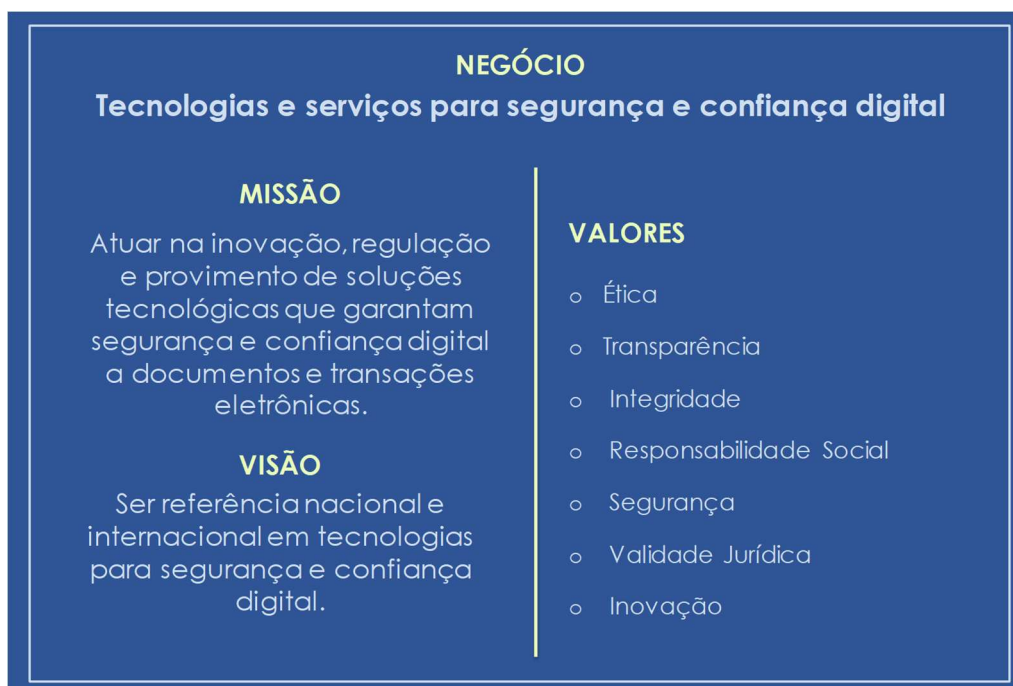 NEGÓCIO
Tecnologias e serviços para segurança e confiança digital
MISSÃO
Atuar na inovação, regulação
e provimento de soluções
tecnológicas que garantam
segurança e confiança digital
a documentos e transações
eletrônicas.
VISÃO
Ser referência nacional e
internacional em tecnologias
para segurança e confiança
digital.
VALORES
o Ética
o Transparência
o Integridade
o Responsabilidade Social
o Segurança
o Validade Jurídica
o Inovação